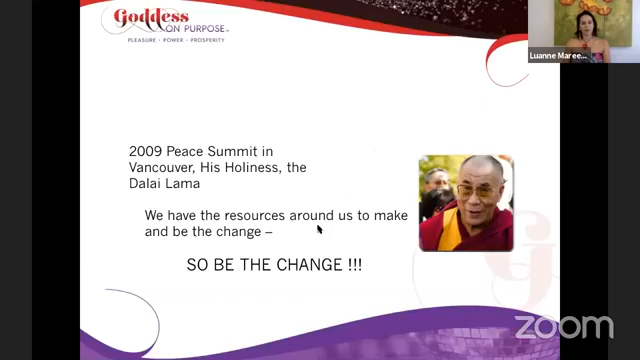 Goddess
ON PURPOSE
PLEASURE • POWER • PROSPERITY
Luanne Maree...
2009 Peace Summit in
Vancouver, His Holiness, the
Dalai Lama
We have the resources around us to make
and be the change –
SO BE THE CHANGE !!!
zoom